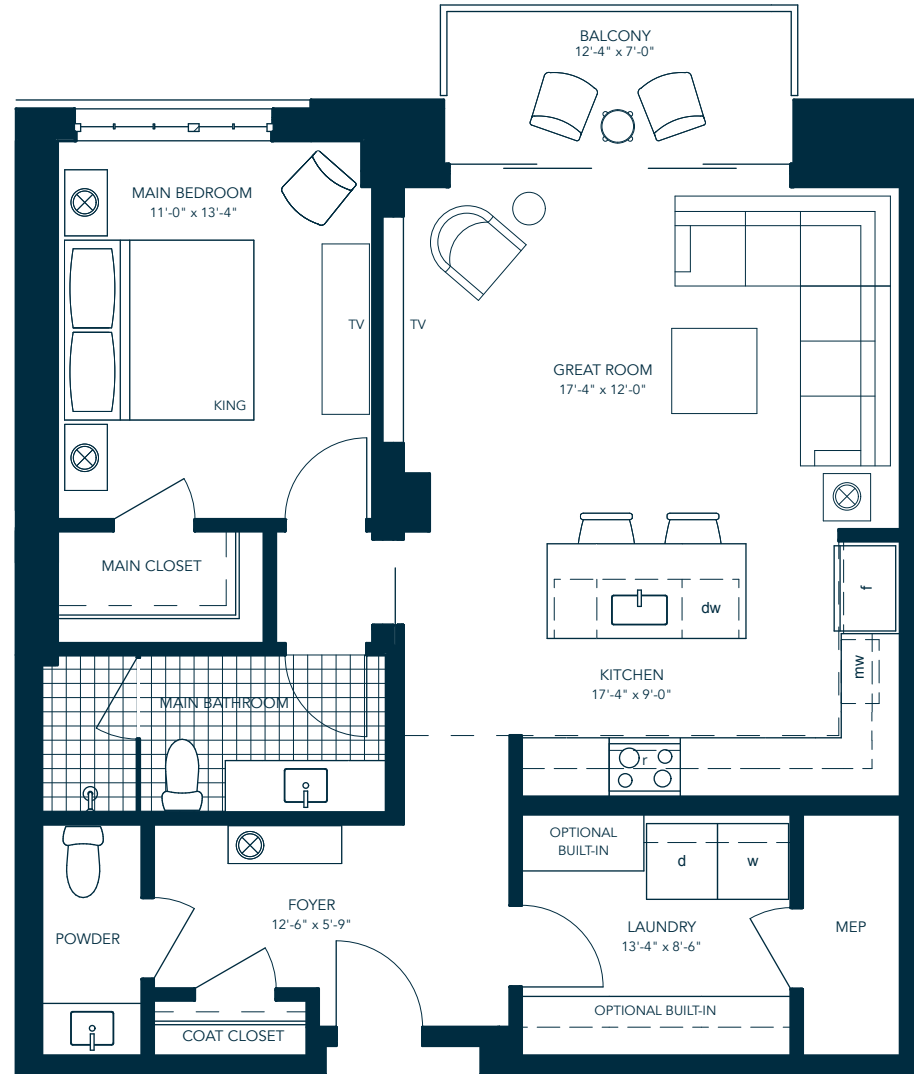 BALCONY
12'-4" x 7'-0"
MAIN BEDROOM
11'-0" x 13'-4"
TV
TV
KING
GREAT ROOM
17'-4" x 12'-0"
MAIN CLOSET
f
dw
mw
KITCHEN
17'-4" x 9'-0"
MAIN BATHROOM
r
OPTIONAL
BUILT-IN
d
w
FOYER
12'-6" x 5'-9"
POWDER
LAUNDRY
13'-4" x 8'-6"
MEP
OPTIONAL BUILT-IN
COAT CLOSET